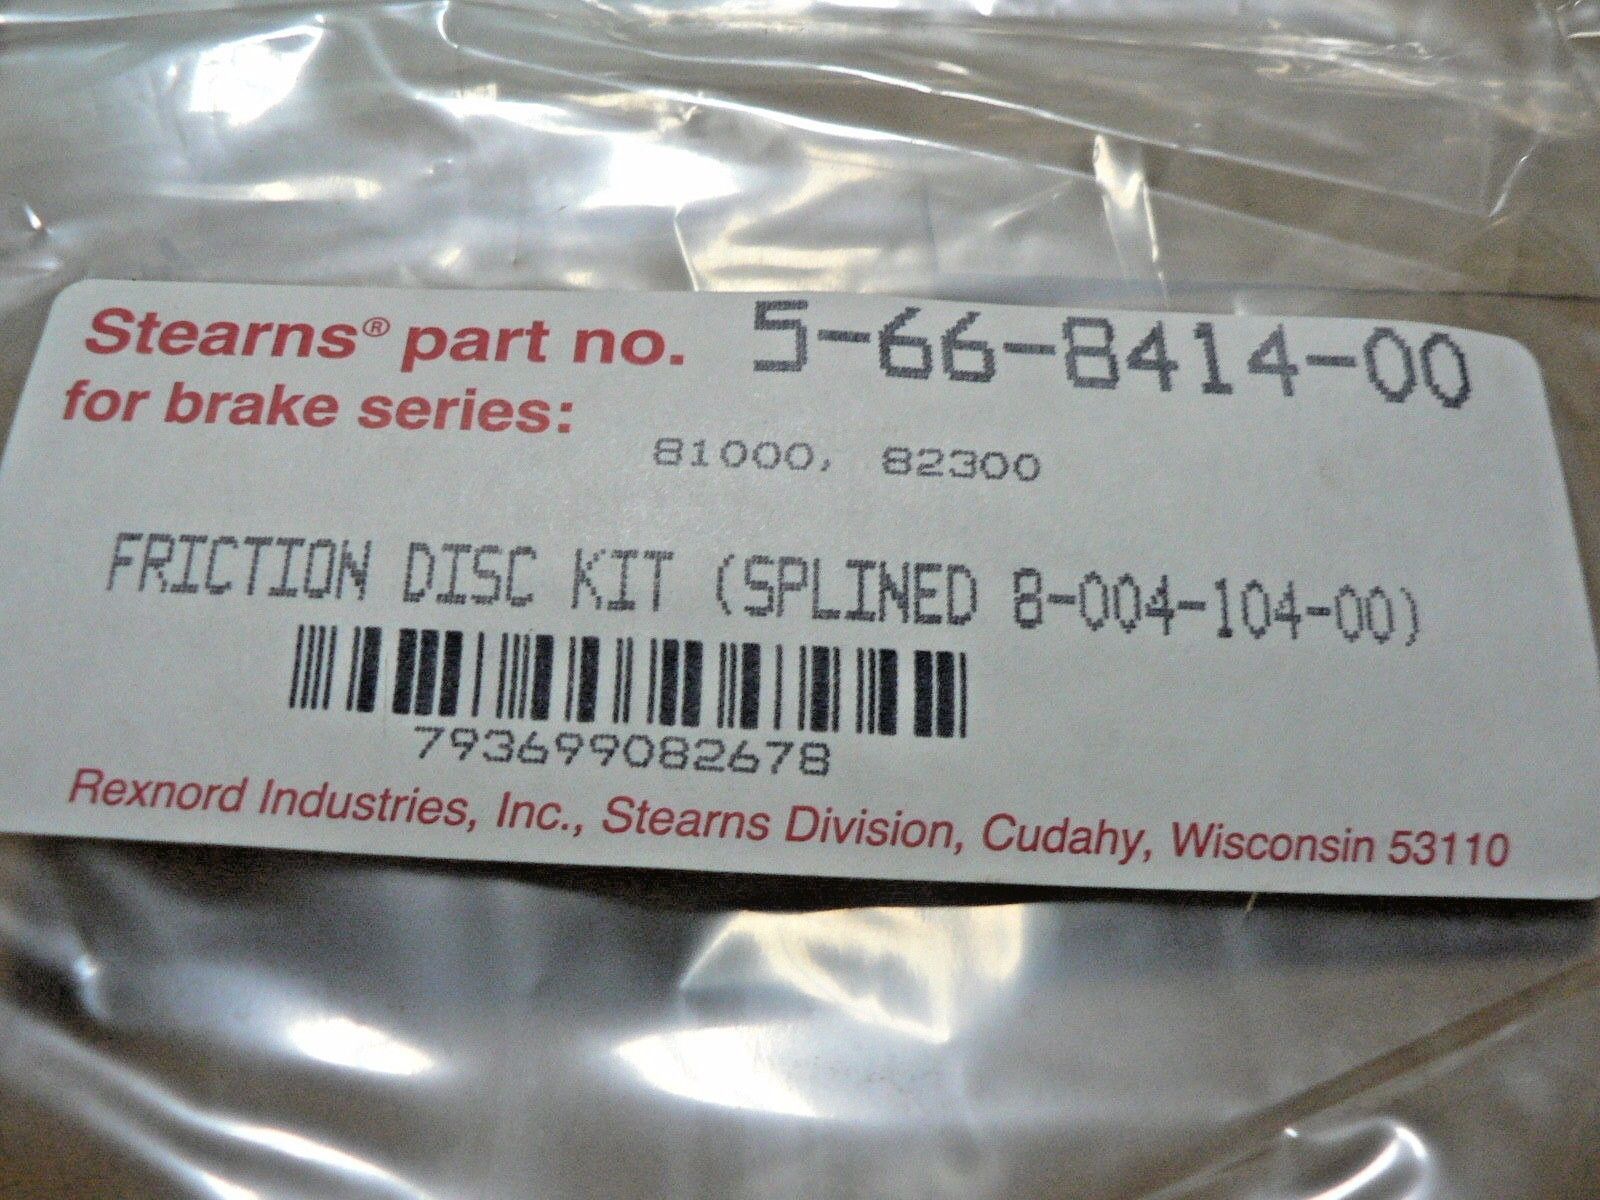 Stearns® part no. 5-66-8414-00
for brake series:
81000, 82300
FRICTION DISC KIT (SPLINED 8-004-104-00)
793699082678
Rexnord Industries, Inc., Stearns Division, Cudahy, Wisconsin 53110